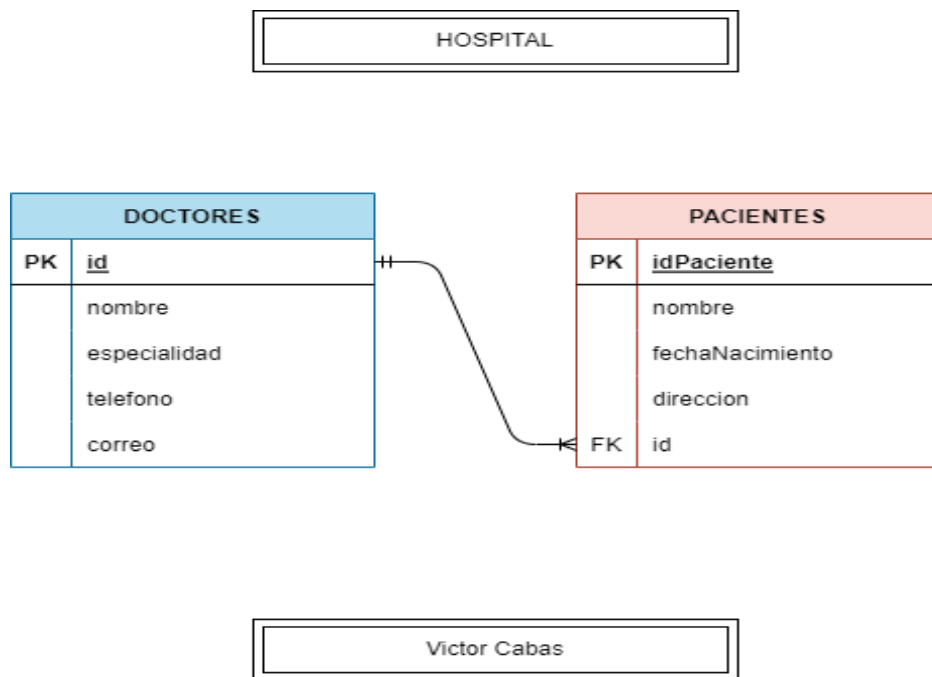 HOSPITAL
DOCTORES
PK id
nombre
especialidad
telefono
correo
PACIENTES
PK idPaciente
nombre
fechaNacimiento
direccion
FK id
Victor Cabas